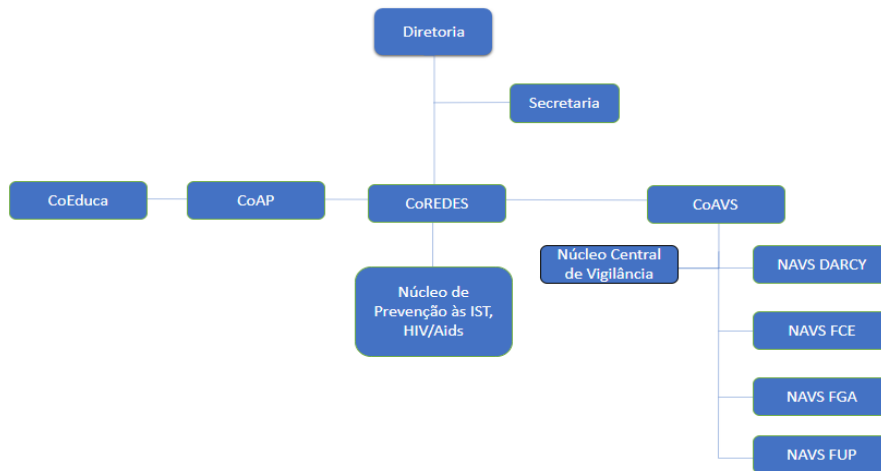 Diretoria
Secretaria
CoEduca
CoAP
CoREDES
CoAVS
Núcleo Central
de Vigilância
NAVS DARCY
Núcleo de
Prevenção às IST,
HIV/Aids
NAVS FCE
NAVS FGA
NAVS FUP